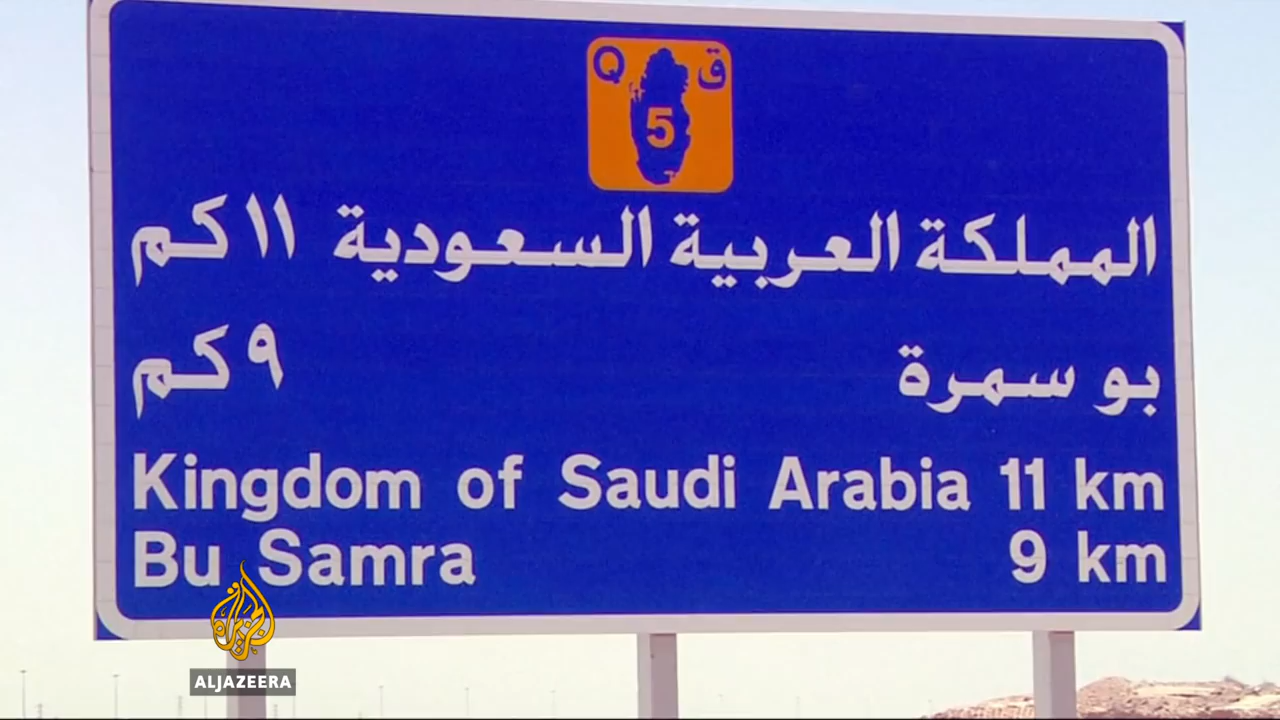 Q 5 ق
المملكة العربية السعودية ١١ كم
بو سمرة ٩ كم
Kingdom of Saudi Arabia 11 km
Bu Samra 9 km
الجزيرة
ALJAZEERA